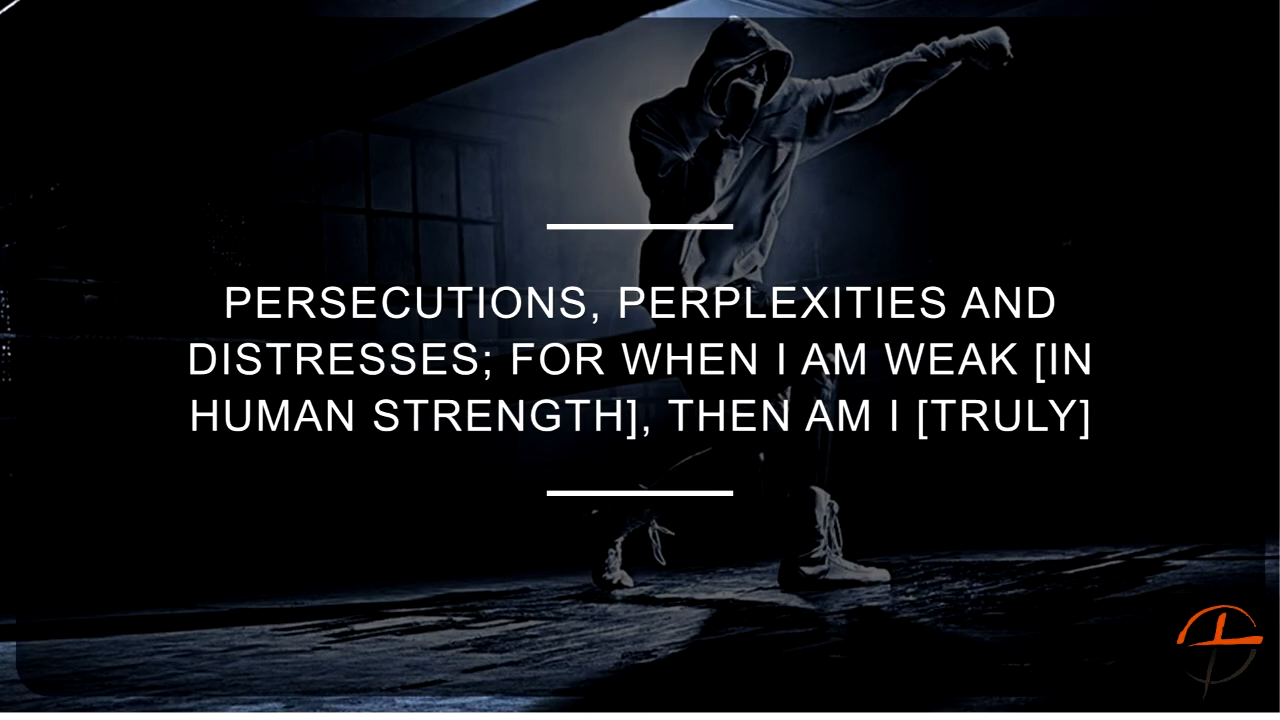 PERSECUTIONS, PERPLEXITIES AND
DISTRESSES; FOR WHEN I AM WEAK [IN
HUMAN STRENGTH], THEN AM I [TRULY]